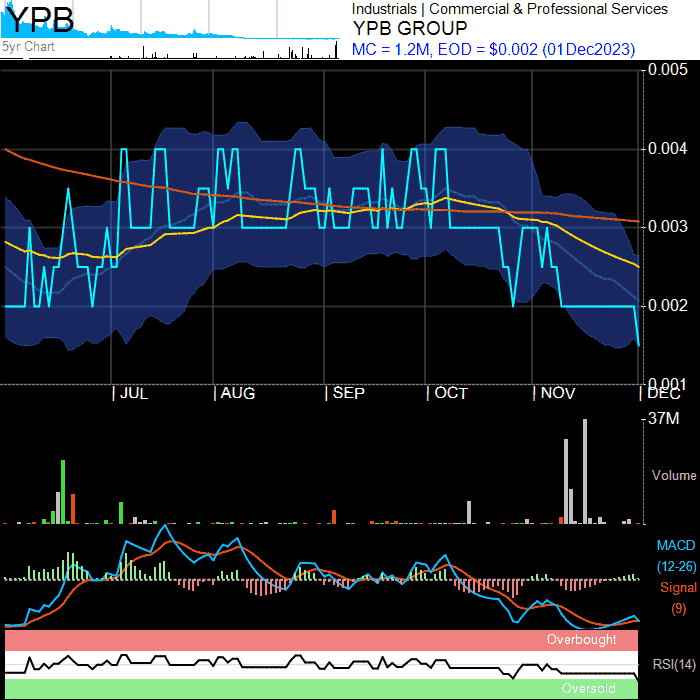 YPB
5yr Chart
Industrials | Commercial & Professional Services
YPB GROUP
MC = 1.2M, EOD = $0.002 (01Dec2023)
0.005
0.004
0.003
0.002
0.001
| JUL
| AUG
| SEP
| OCT
| NOV
| DEC
37M
Volume
MACD
(12-26)
Signal
(9)
Overbought
RSI(14)
Oversold